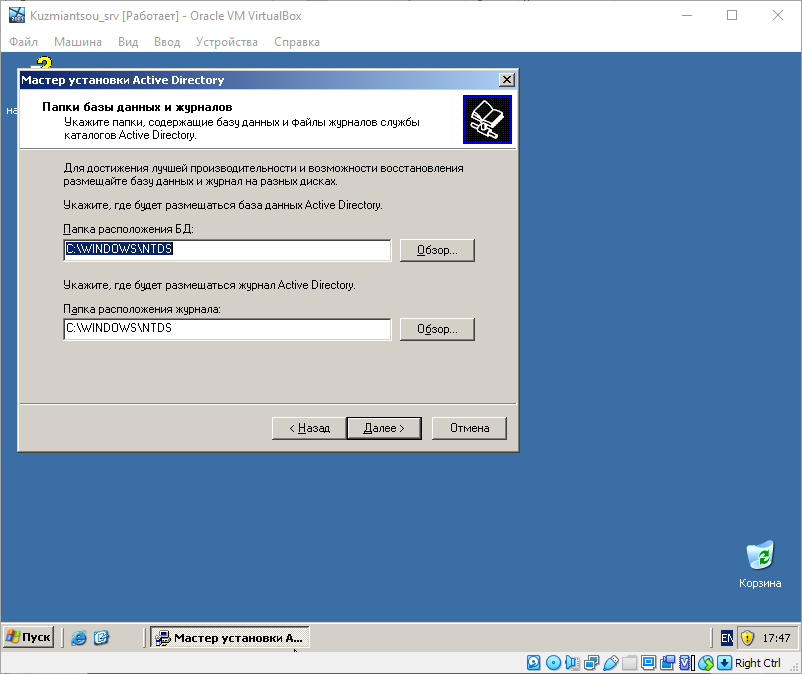 Kuzmiantsou_srv [Работает] - Oracle VM VirtualBox
Файл Машина Вид Ввод Устройства Справка
Мастер установки Active Directory
Папки базы данных и журналов
Укажите папки, содержащие базу данных и файлы журналов службы
каталогов Active Directory.
Для достижения лучшей производительности и возможности восстановления
размещайте базу данных и журнал на разных дисках.
Укажите, где будет размещаться база данных Active Directory.
Папка расположения БД:
C:\WINDOWS\NTDS
Обзор...
Укажите, где будет размещаться журнал Active Directory.
Папка расположения журнала:
C:\WINDOWS\NTDS
Обзор...
< Назад Далее > Отмена
Корзина
Пуск Мастер установки А... EN 17:47
Right Ctrl